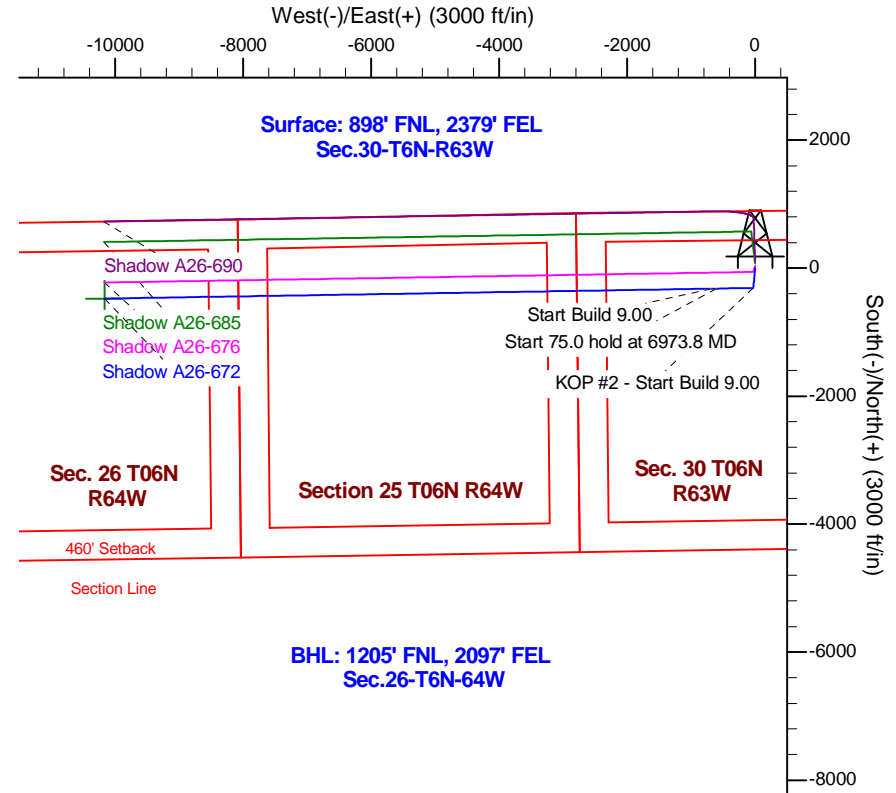 West(-)/East(+) (3000 ft/in)
-10000 -8000 -6000 -4000 -2000 0
Surface: 898' FNL, 2379' FEL
Sec.30-T6N-R63W
2000
0
-2000
-4000
-6000
-8000
South(-)/North(+) (3000 ft/in)
Shadow A26-690
Shadow A26-685
Shadow A26-676
Shadow A26-672
Start Build 9.00
Start 75.0 hold at 6973.8 MD
KOP #2 - Start Build 9.00
Sec. 26 T06N
R64W
Section 25 T06N R64W
Sec. 30 T06N
R63W
460' Setback
Section Line
BHL: 1205' FNL, 2097' FEL
Sec.26-T6N-64W